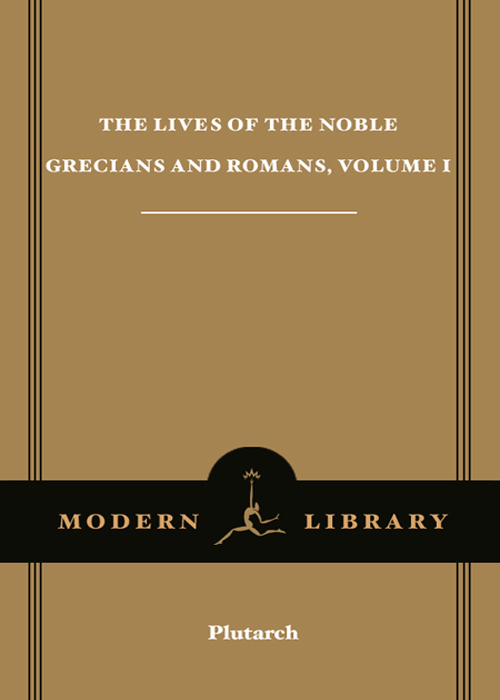 THE LIVES OF THE NOBLE
GRECIANS AND ROMANS, VOLUME I
MODERN LIBRARY
Plutarch